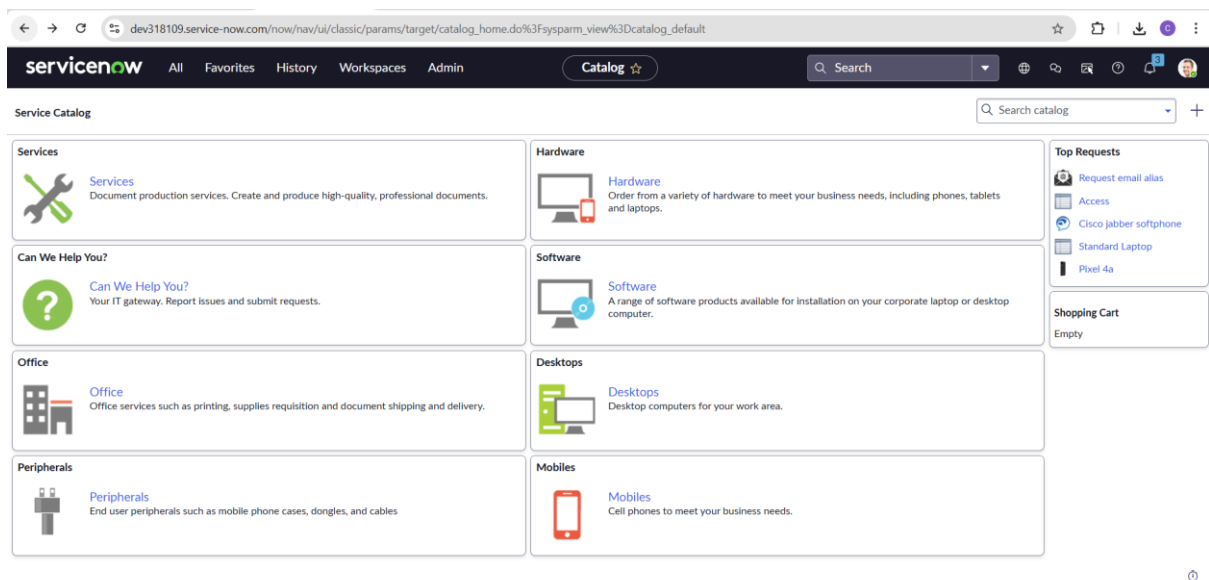 dev318109.service-now.com/now/nav/ui/classic/params/target/catalog_home.do%3Fsysparm_view%3Dcatalog_default
C
servicenow All Favorites History Workspaces Admin Catalog Search 3
Service Catalog Search catalog
Services
Services
Document production services. Create and produce high-quality, professional documents.
Hardware
Hardware
Order from a variety of hardware to meet your business needs, including phones, tablets
and laptops.
Top Requests
Request email alias
Access
Cisco jabber softphone
Standard Laptop
Pixel 4a
Can We Help You?
Can We Help You?
Your IT gateway. Report issues and submit requests.
Software
Software
A range of software products available for installation on your corporate laptop or desktop
computer.
Shopping Cart
Empty
Office
Office
Office services such as printing, supplies requisition and document shipping and delivery.
Desktops
Desktops
Desktop computers for your work area.
Peripherals
Peripherals
End user peripherals such as mobile phone cases, dongles, and cables
Mobiles
Mobiles
Cell phones to meet your business needs.